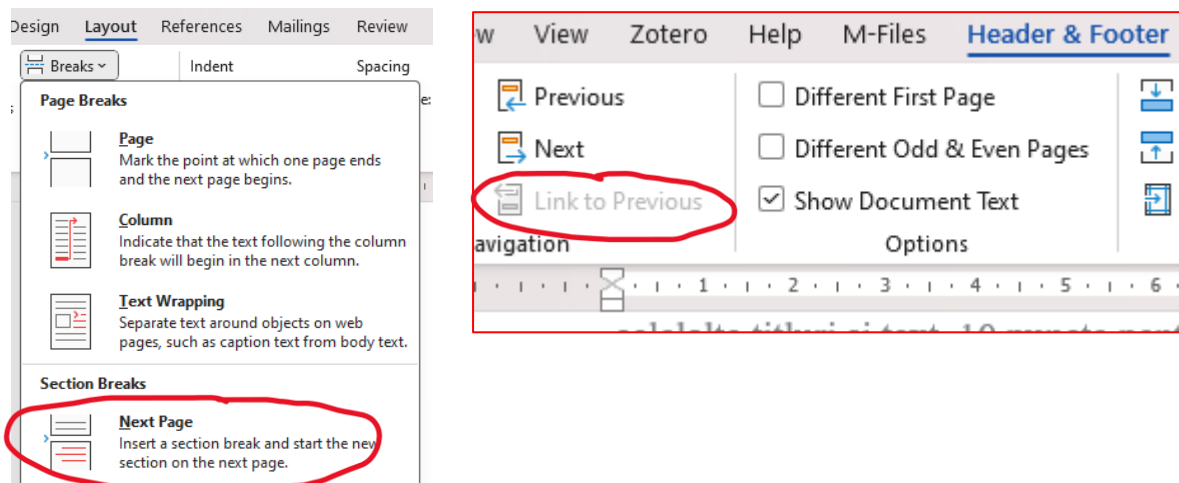 Design Layout References Mailings Review
Breaks Indent Spacing
Page Breaks
Page
Mark the point at which one page ends
and the next page begins.
Column
Indicate that the text following the column
break will begin in the next column.
Text Wrapping
Separate text around objects on web
pages, such as caption text from body text.
Section Breaks
Next Page
Insert a section break and start the new
section on the next page.
w View Zotero Help M-Files Header & Footer
Previous Different First Page
Next Different Odd & Even Pages
Link to Previous Show Document Text
avigation Options
1 2 3 4 5 6